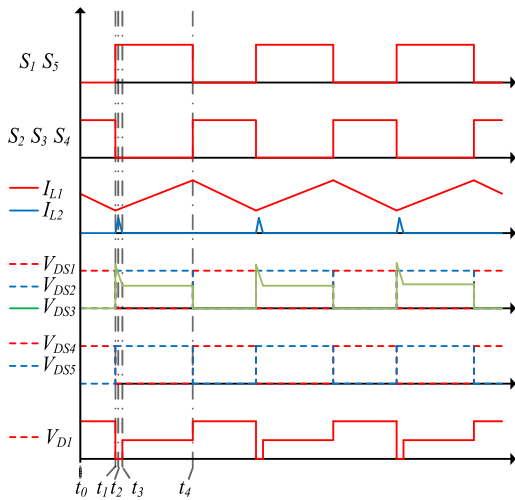 S1 S5
S2 S3 S4
IL1
IL2
VDS1
VDS2
VDS3
VDS4
VDS5
VD1
t0 t1 t2 t3 t4